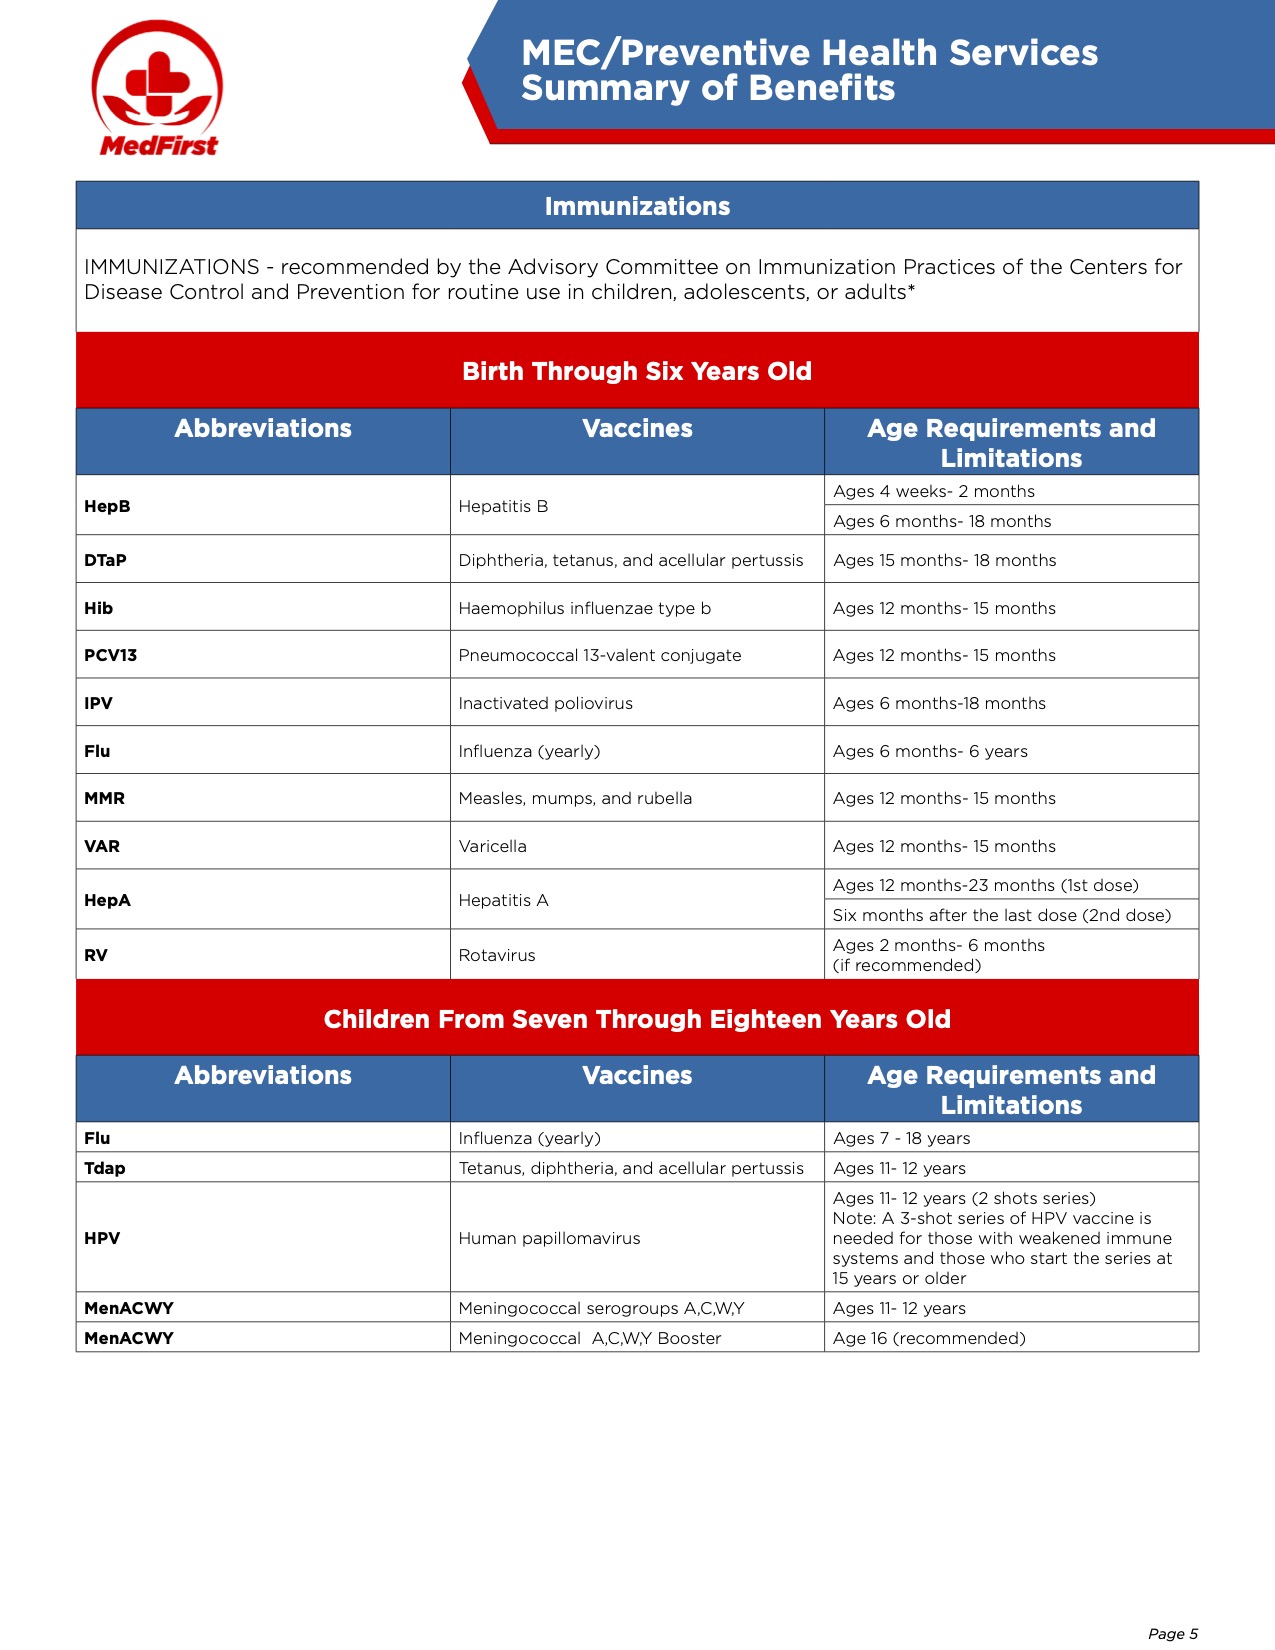 MedFirst
MEC/Preventive Health Services
Summary of Benefits
Immunizations
IMMUNIZATIONS - recommended by the Advisory Committee on Immunization Practices of the Centers for
Disease Control and Prevention for routine use in children, adolescents, or adults*
Birth Through Six Years Old
Abbreviations
Vaccines
Age Requirements and
Limitations
HepB
Hepatitis B
Ages 4 weeks- 2 months
Ages 6 months- 18 months
DTaP
Diphtheria, tetanus, and acellular pertussis
Ages 15 months- 18 months
Hib
Haemophilus influenzae type b
Ages 12 months- 15 months
PCV13
Pneumococcal 13-valent conjugate
Ages 12 months- 15 months
IPV
Inactivated poliovirus
Ages 6 months-18 months
Flu
Influenza (yearly)
Ages 6 months- 6 years
MMR
Measles, mumps, and rubella
Ages 12 months- 15 months
VAR
Varicella
Ages 12 months- 15 months
HepA
Hepatitis A
Ages 12 months-23 months (1st dose)
Six months after the last dose (2nd dose)
RV
Rotavirus
Ages 2 months- 6 months
(if recommended)
Children From Seven Through Eighteen Years Old
Abbreviations
Vaccines
Age Requirements and
Limitations
Flu
Influenza (yearly)
Ages 7 - 18 years
Tdap
Tetanus, diphtheria, and acellular pertussis
Ages 11- 12 years
HPV
Human papillomavirus
Ages 11- 12 years (2 shots series)
Note: A 3-shot series of HPV vaccine is
needed for those with weakened immune
systems and those who start the series at
15 years or older
MenACWY
Meningococcal serogroups A,C,W,Y
Ages 11- 12 years
MenACWY
Meningococcal  A,C,W,Y Booster
Age 16 (recommended)
Page 5